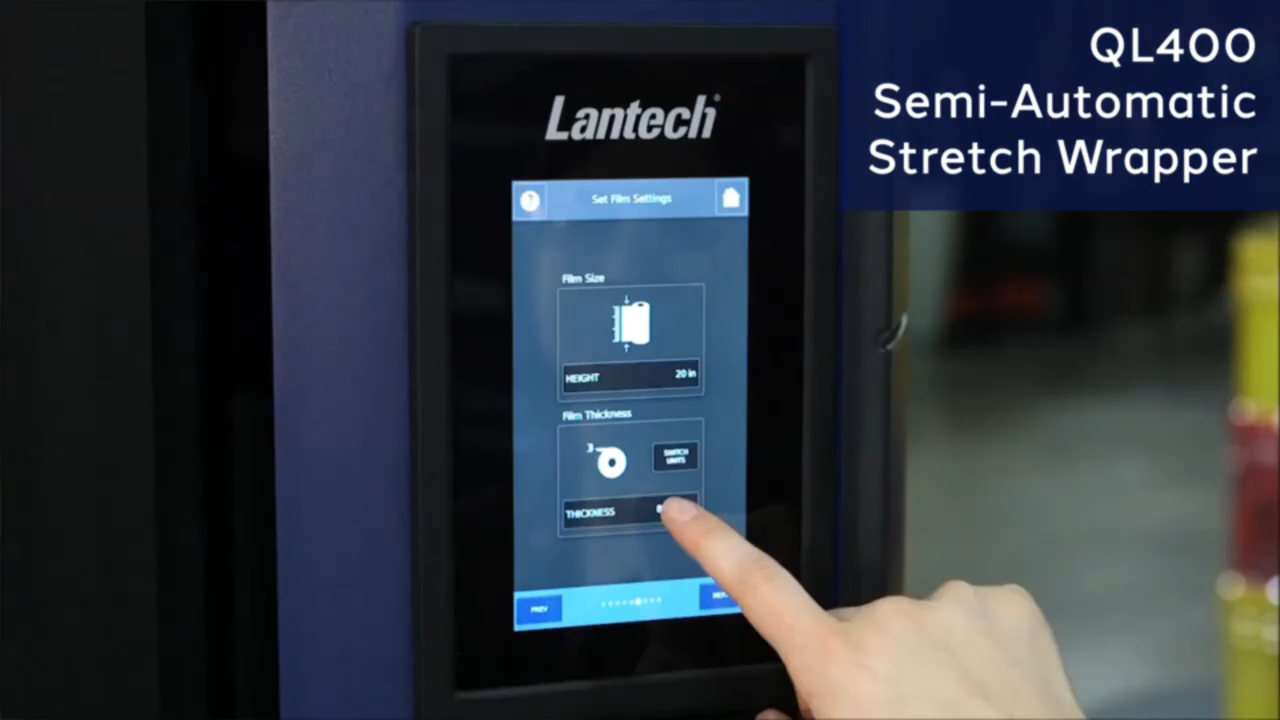 QL400
Semi-Automatic
Stretch Wrapper
Lantech®
? Set Film Settings
Film Size
HEIGHT 20 in
Film Thickness
SWITCH
UNITS
THICKNESS
PREV